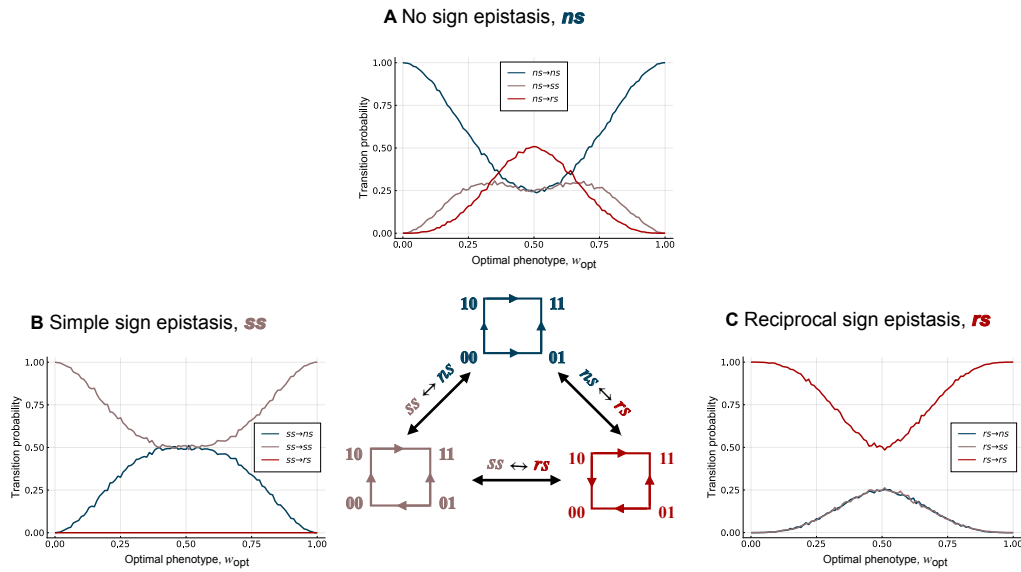 A No sign epistasis, ns
1.00
0.75
0.50
0.25
0.00
Transition probability
ns→ns
ns→ss
ns→rs
0.00 0.25 0.50 0.75 1.00
Optimal phenotype, wopt
B Simple sign epistasis, ss
1.00
0.75
0.50
0.25
0.00
Transition probability
ss→ns
ss→ss
ss→rs
0.00 0.25 0.50 0.75 1.00
Optimal phenotype, wopt
10 11
00 01
ss ↔ ns
ns ↔ rs
10 11
00 01
ss ↔ rs
10 11
00 01
C Reciprocal sign epistasis, rs
1.00
0.75
0.50
0.25
0.00
Transition probability
rs→ns
rs→ss
rs→rs
0.00 0.25 0.50 0.75 1.00
Optimal phenotype, wopt